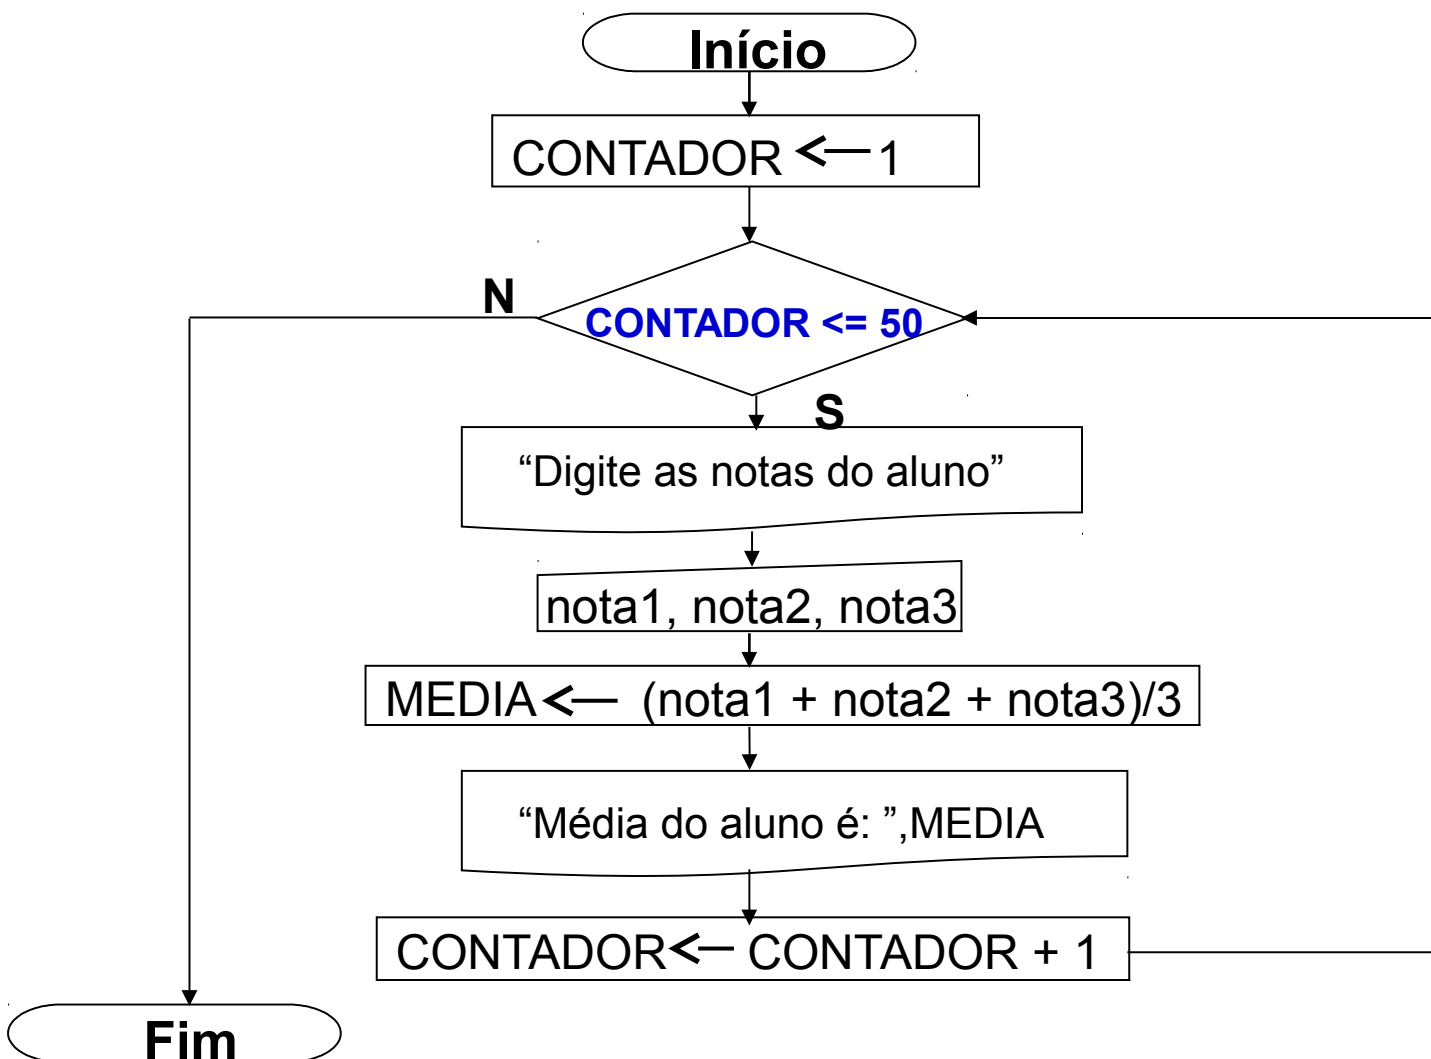 Início
CONTADOR <— 1
N
CONTADOR <= 50
S
“Digite as notas do aluno”
nota1, nota2, nota3
MEDIA <— (nota1 + nota2 + nota3)/3
“Média do aluno é: ”,MEDIA
CONTADOR <— CONTADOR + 1
Fim